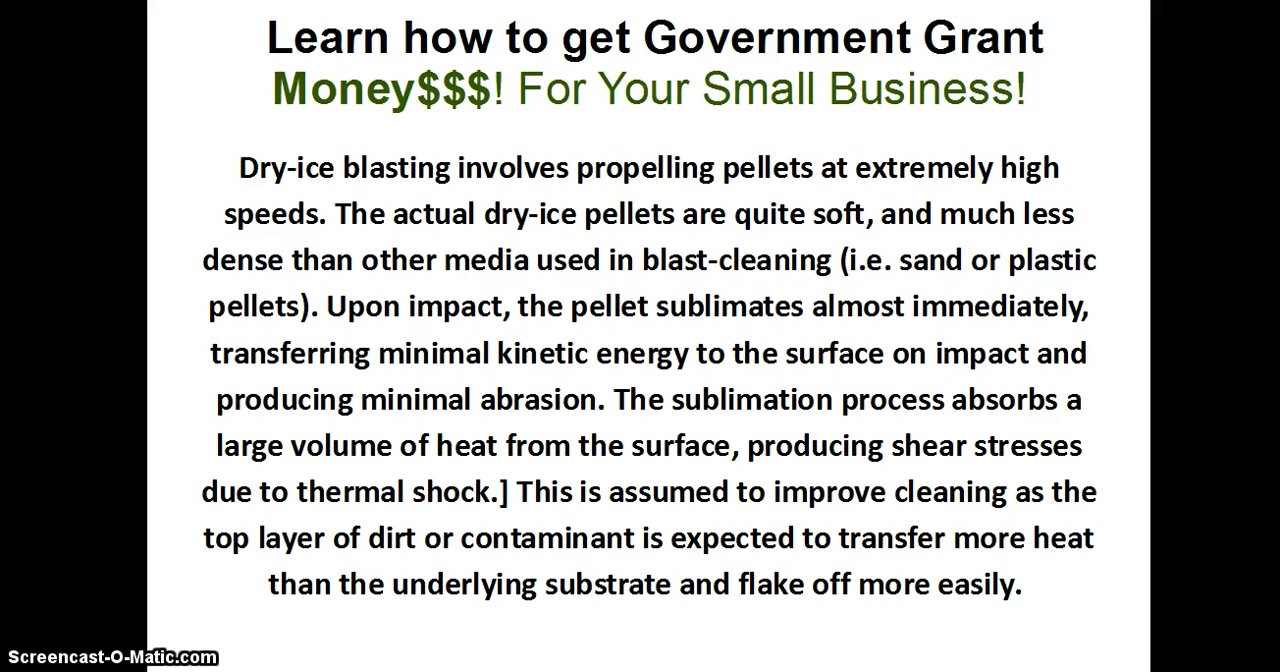 Learn how to get Government Grant
Money$$$! For Your Small Business!
Dry-ice blasting involves propelling pellets at extremely high
speeds. The actual dry-ice pellets are quite soft, and much less
dense than other media used in blast-cleaning (i.e. sand or plastic
pellets). Upon impact, the pellet sublimates almost immediately,
transferring minimal kinetic energy to the surface on impact and
producing minimal abrasion. The sublimation process absorbs a
large volume of heat from the surface, producing shear stresses
due to thermal shock.] This is assumed to improve cleaning as the
top layer of dirt or contaminant is expected to transfer more heat
than the underlying substrate and flake off more easily.
Screencast-O-Matic.com